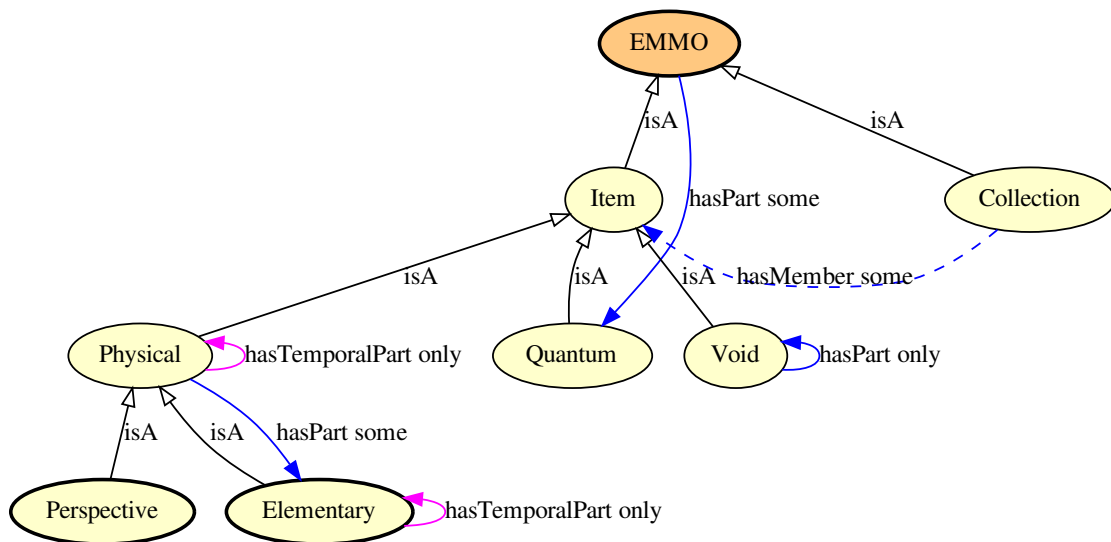 EMMO
isA
isA
Item
hasPart some
Collection
isA
isA
isA
hasMember some
Physical
hasTemporalPart only
Quantum
Void
hasPart only
isA
isA
hasPart some
Perspective
Elementary
hasTemporalPart only